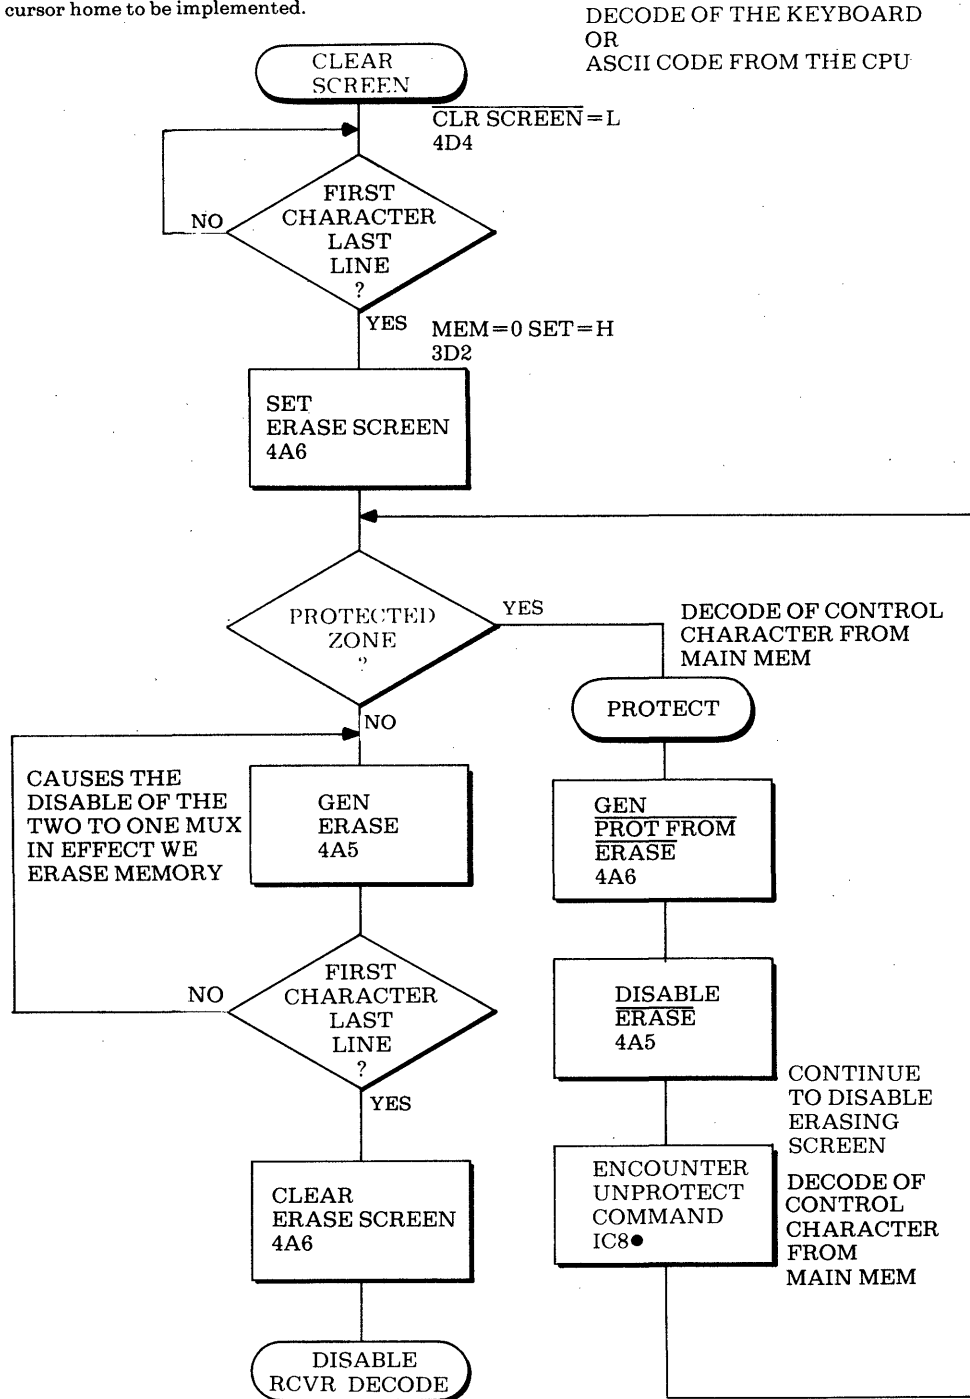 cursor home to be implemented.
DECODE OF THE KEYBOARD
OR
ASCII CODE FROM THE CPU
CLEAR
SCREEN
CLR SCREEN=L
4D4
FIRST
CHARACTER
LAST
LINE
?
NO
YES
MEM=0 SET=H
3D2
SET
ERASE SCREEN
4A6
PROTECTED
ZONE
?
YES
DECODE OF CONTROL
CHARACTER FROM
MAIN MEM
PROTECT
NO
CAUSES THE
DISABLE OF THE
TWO TO ONE MUX
IN EFFECT WE
ERASE MEMORY
GEN
ERASE
4A5
GEN
PROT FROM
ERASE
4A6
FIRST
CHARACTER
LAST
LINE
?
NO
YES
DISABLE
ERASE
4A5
CONTINUE
TO DISABLE
ERASING
SCREEN
CLEAR
ERASE SCREEN
4A6
ENCOUNTER
UNPROTECT
COMMAND
IC8●
DECODE OF
CONTROL
CHARACTER
FROM
MAIN MEM
DISABLE
RCVR DECODE